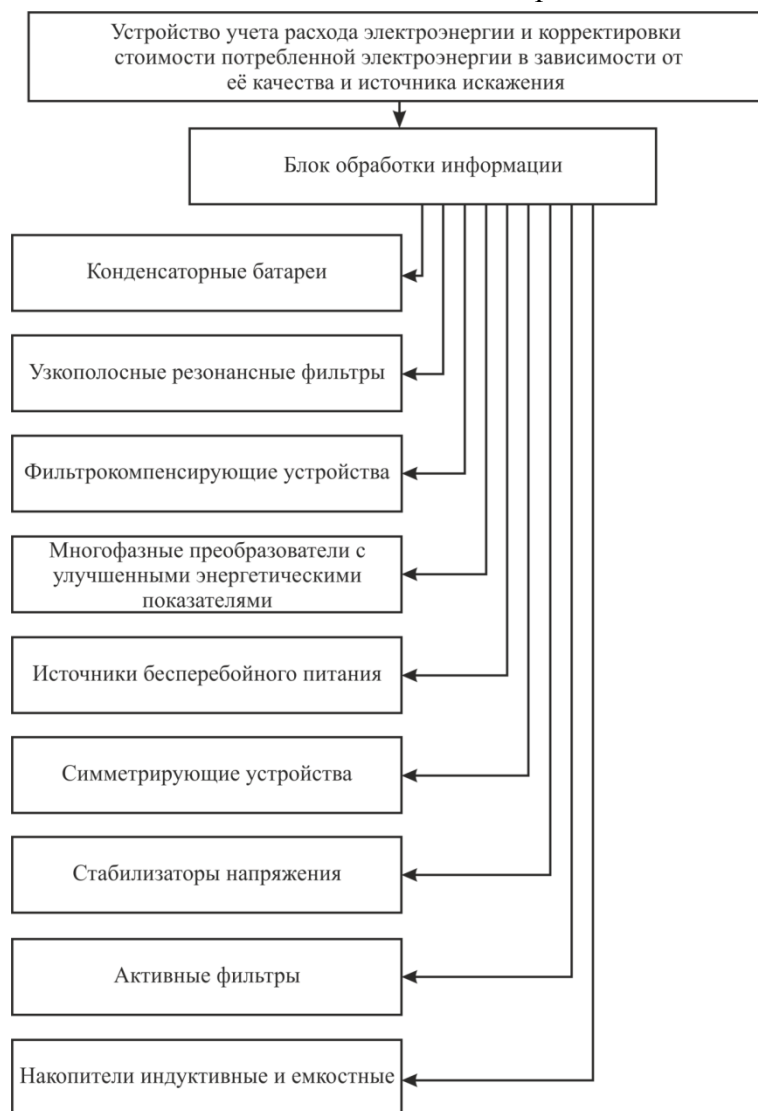 Устройство учета расхода электроэнергии и корректировки
стоимости потребленной электроэнергии в зависимости от
её качества и источника искажения
Блок обработки информации
Конденсаторные батареи
Узкополосные резонансные фильтры
Фильтрокомпенсирующие устройства
Многофазные преобразователи с
улучшенными энергетическими
показателями
Источники бесперебойного питания
Симметрирующие устройства
Стабилизаторы напряжения
Активные фильтры
Накопители индуктивные и емкостные